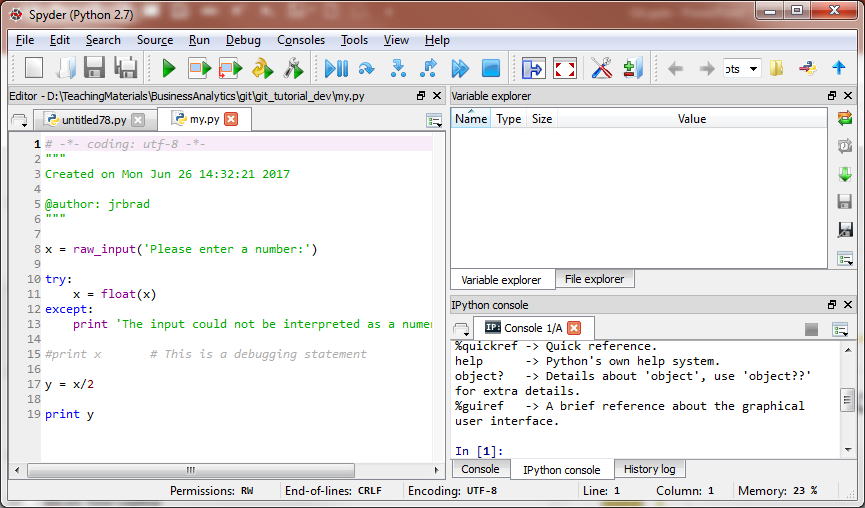 Spyder (Python 2.7)
File Edit Search Source Run Debug Consoles Tools View Help
pts
Editor - D:\TeachingMaterials\BusinessAnalytics\git\git_tutorial_dev\my.py
untitled78.py my.py
1 # -*- coding: utf-8 -*-
2 """
3 Created on Mon Jun 26 14:32:21 2017
4
5 @author: jrbrad
6 """
7
8 x = raw_input('Please enter a number:')
9
10 try:
11     x = float(x)
12 except:
13     print 'The input could not be interpreted as a nume
14
15 #print x       # This is a debugging statement
16
17 y = x/2
18
19 print y
Variable explorer
Name Type Size Value
Variable explorer File explorer
IPython console
IP: Console 1/A
%quickref -> Quick reference.
help      -> Python's own help system.
object?   -> Details about 'object', use 'object??'
for extra details.
%guiref   -> A brief reference about the graphical
user interface.
In [1]:
Console IPython console History log
Permissions: RW End-of-lines: CRLF Encoding: UTF-8 Line: 1 Column: 1 Memory: 23 %